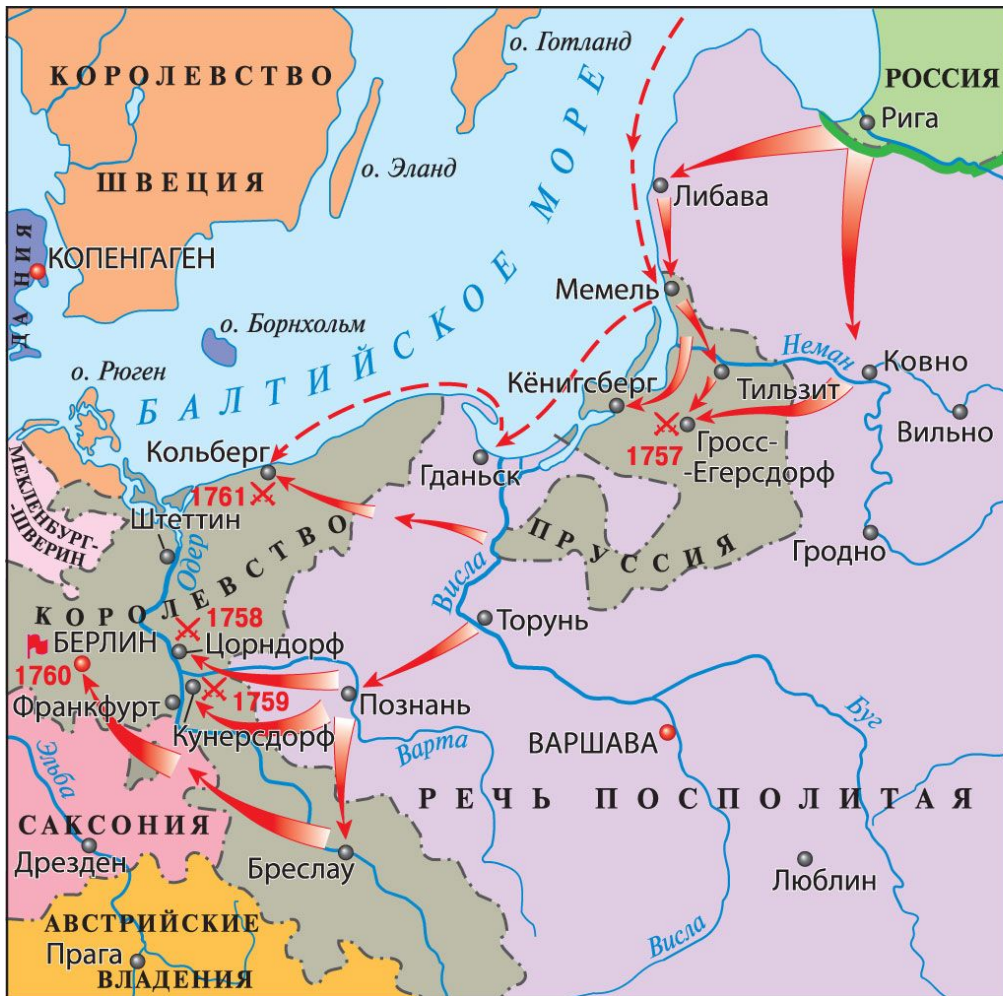 о. Готланд
КОРОЛЕВСТВО
ШВЕЦИЯ
РОССИЯ
Рига
о. Эланд
Либава
ДАНИЯ
КОПЕНГАГЕН
БАЛТИЙСКОЕ МОРЕ
Мемель
о. Борнхольм
Неман
Ковно
о. Рюген
Кёнигсберг
Тильзит
Вильно
Кольберг
Гданьск
1757
Гросс-
-Егерсдорф
МЕКЛЕНБУРГ-
-ШВЕРИН
1761
Штеттин
Одер
ПРУССИЯ
Гродно
КОРОЛЕВСТВО
Висла
1758
Торунь
БЕРЛИН
Цорндорф
1760
1759
Франкфурт
Познань
Кунерсдорф
Буг
Эльба
Варта
ВАРШАВА
РЕЧЬ ПОСПОЛИТАЯ
САКСОНИЯ
Дрезден
Бреслау
Люблин
АВСТРИЙСКИЕ
Висла
Прага
ВЛАДЕНИЯ